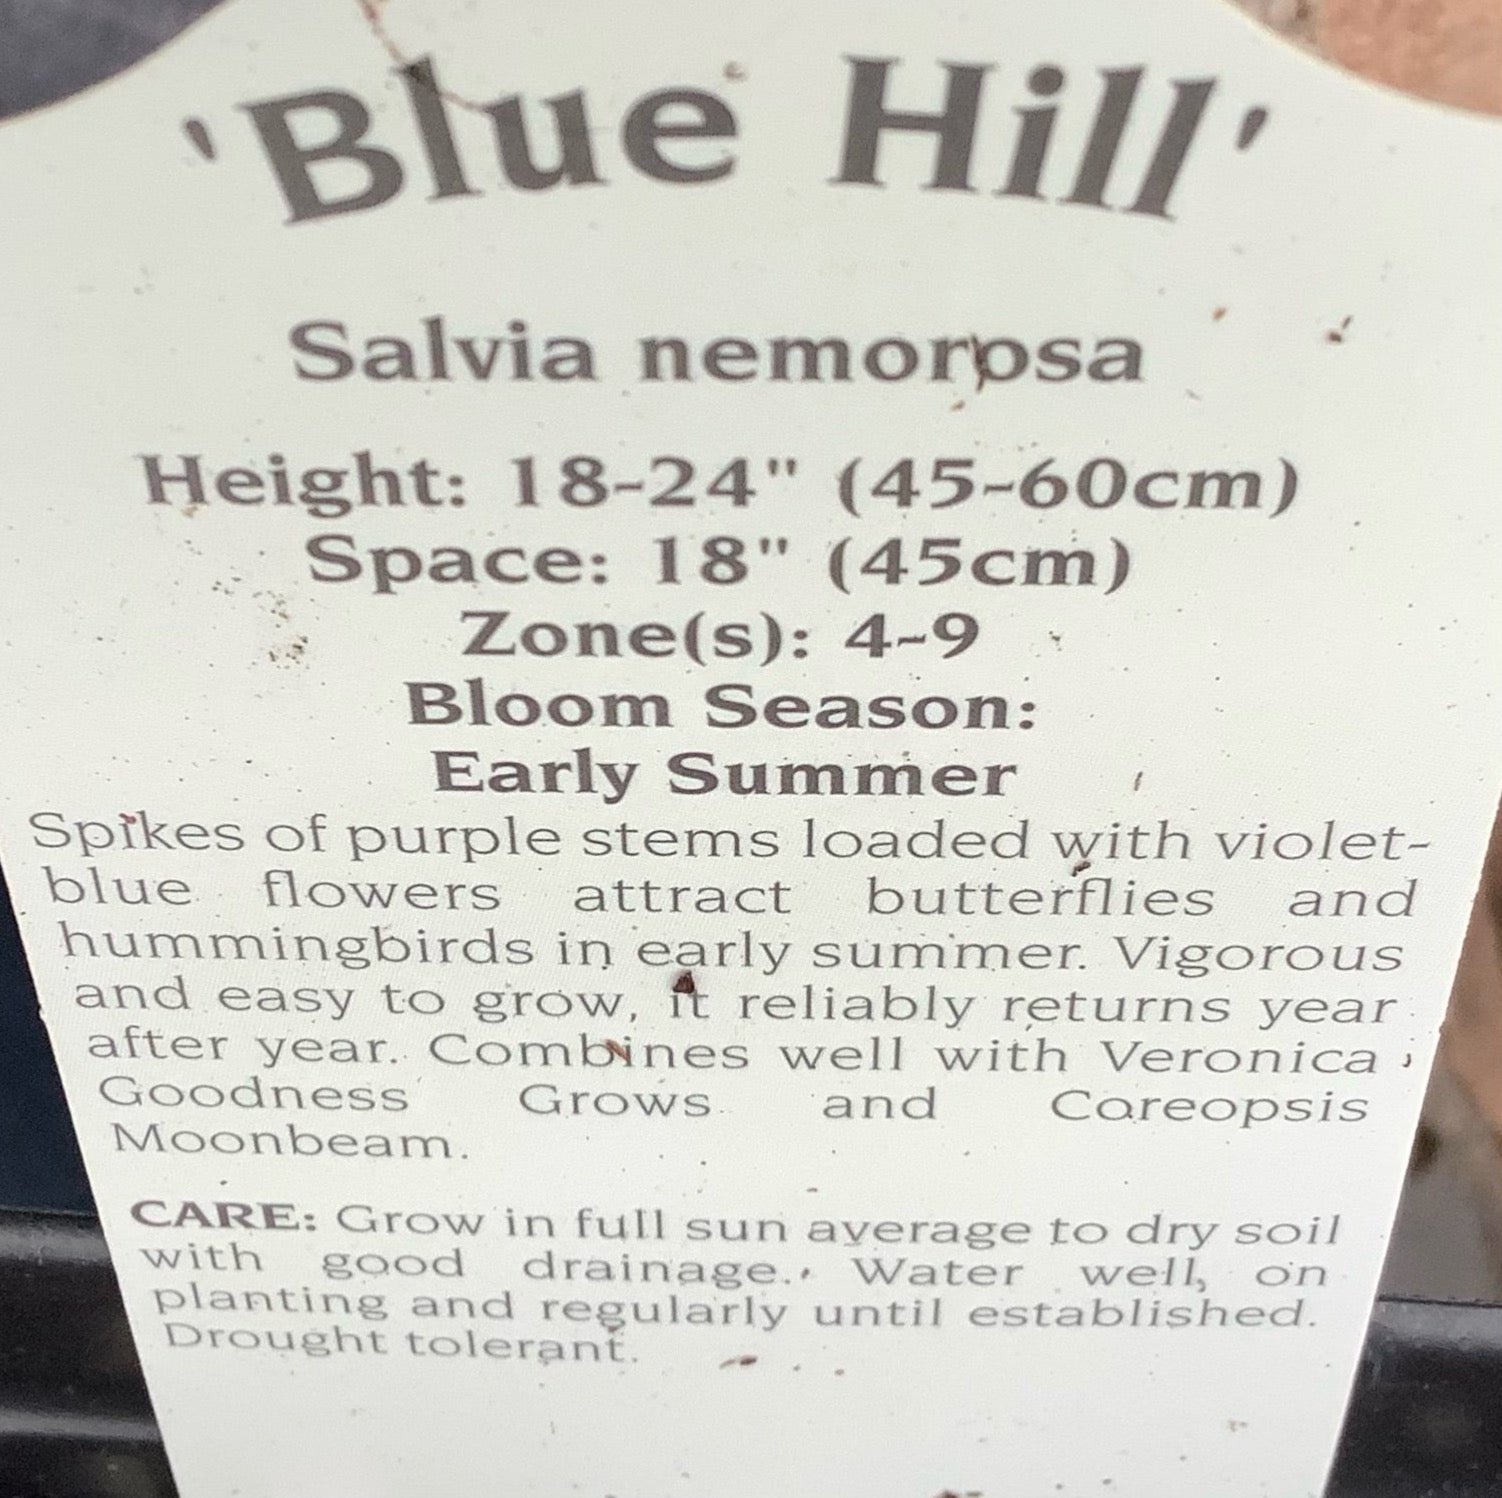 'Blue Hill'
Salvia nemorosa
Height: 18-24" (45-60cm)
Space: 18" (45cm)
Zone(s): 4-9
Bloom Season:
Early Summer
Spikes of purple stems loaded with violet-
blue flowers attract butterflies and
hummingbirds in early summer. Vigorous
and easy to grow, it reliably returns year
after year. Combines well with Veronica
Goodness Grows and Coreopsis
Moonbeam.
CARE: Grow in full sun average to dry soil
with good drainage. Water well, on
planting and regularly until established.
Drought tolerant.